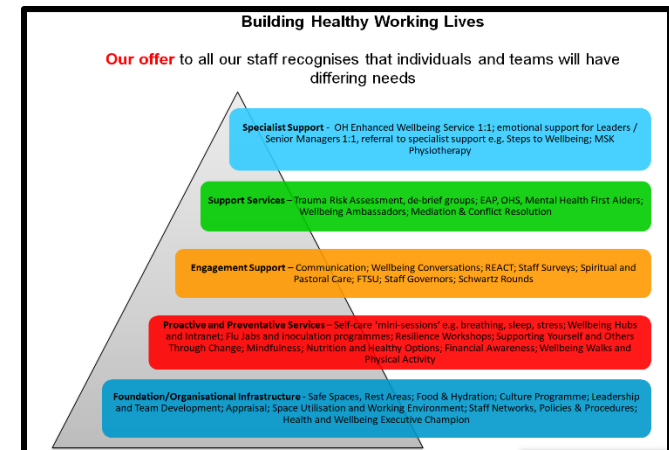 Building Healthy Working Lives
Our offer to all our staff recognises that individuals and teams will have
differing needs
Specialist Support - OH Enhanced Wellbeing Service 1:1; emotional support for Leaders /
Senior Managers 1:1, referral to specialist support e.g. Steps to Wellbeing; MSK
Physiotherapy
Support Services – Trauma Risk Assessment, de-brief groups; EAP, OHS, Mental Health First Aiders;
Wellbeing Ambassadors; Mediation & Conflict Resolution
Engagement Support – Communication; Wellbeing Conversations; REACT; Staff Surveys; Spiritual and
Pastoral Care; FTSU; Staff Governors; Schwartz Rounds
Proactive and Preventative Services – Self-care 'mini-sessions' e.g. breathing, sleep, stress; Wellbeing Hubs
and Intranet; Flu Jabs and inoculation programmes; Resilience Workshops; Supporting Yourself and Others
Through Change; Mindfulness; Nutrition and Healthy Options; Financial Awareness; Wellbeing Walks and
Physical Activity
Foundation/Organisational Infrastructure - Safe Spaces, Rest Areas; Food & Hydration; Culture Programme; Leadership
and Team Development; Appraisal; Space Utilisation and Working Environment; Staff Networks, Policies & Procedures;
Health and Wellbeing Executive Champion